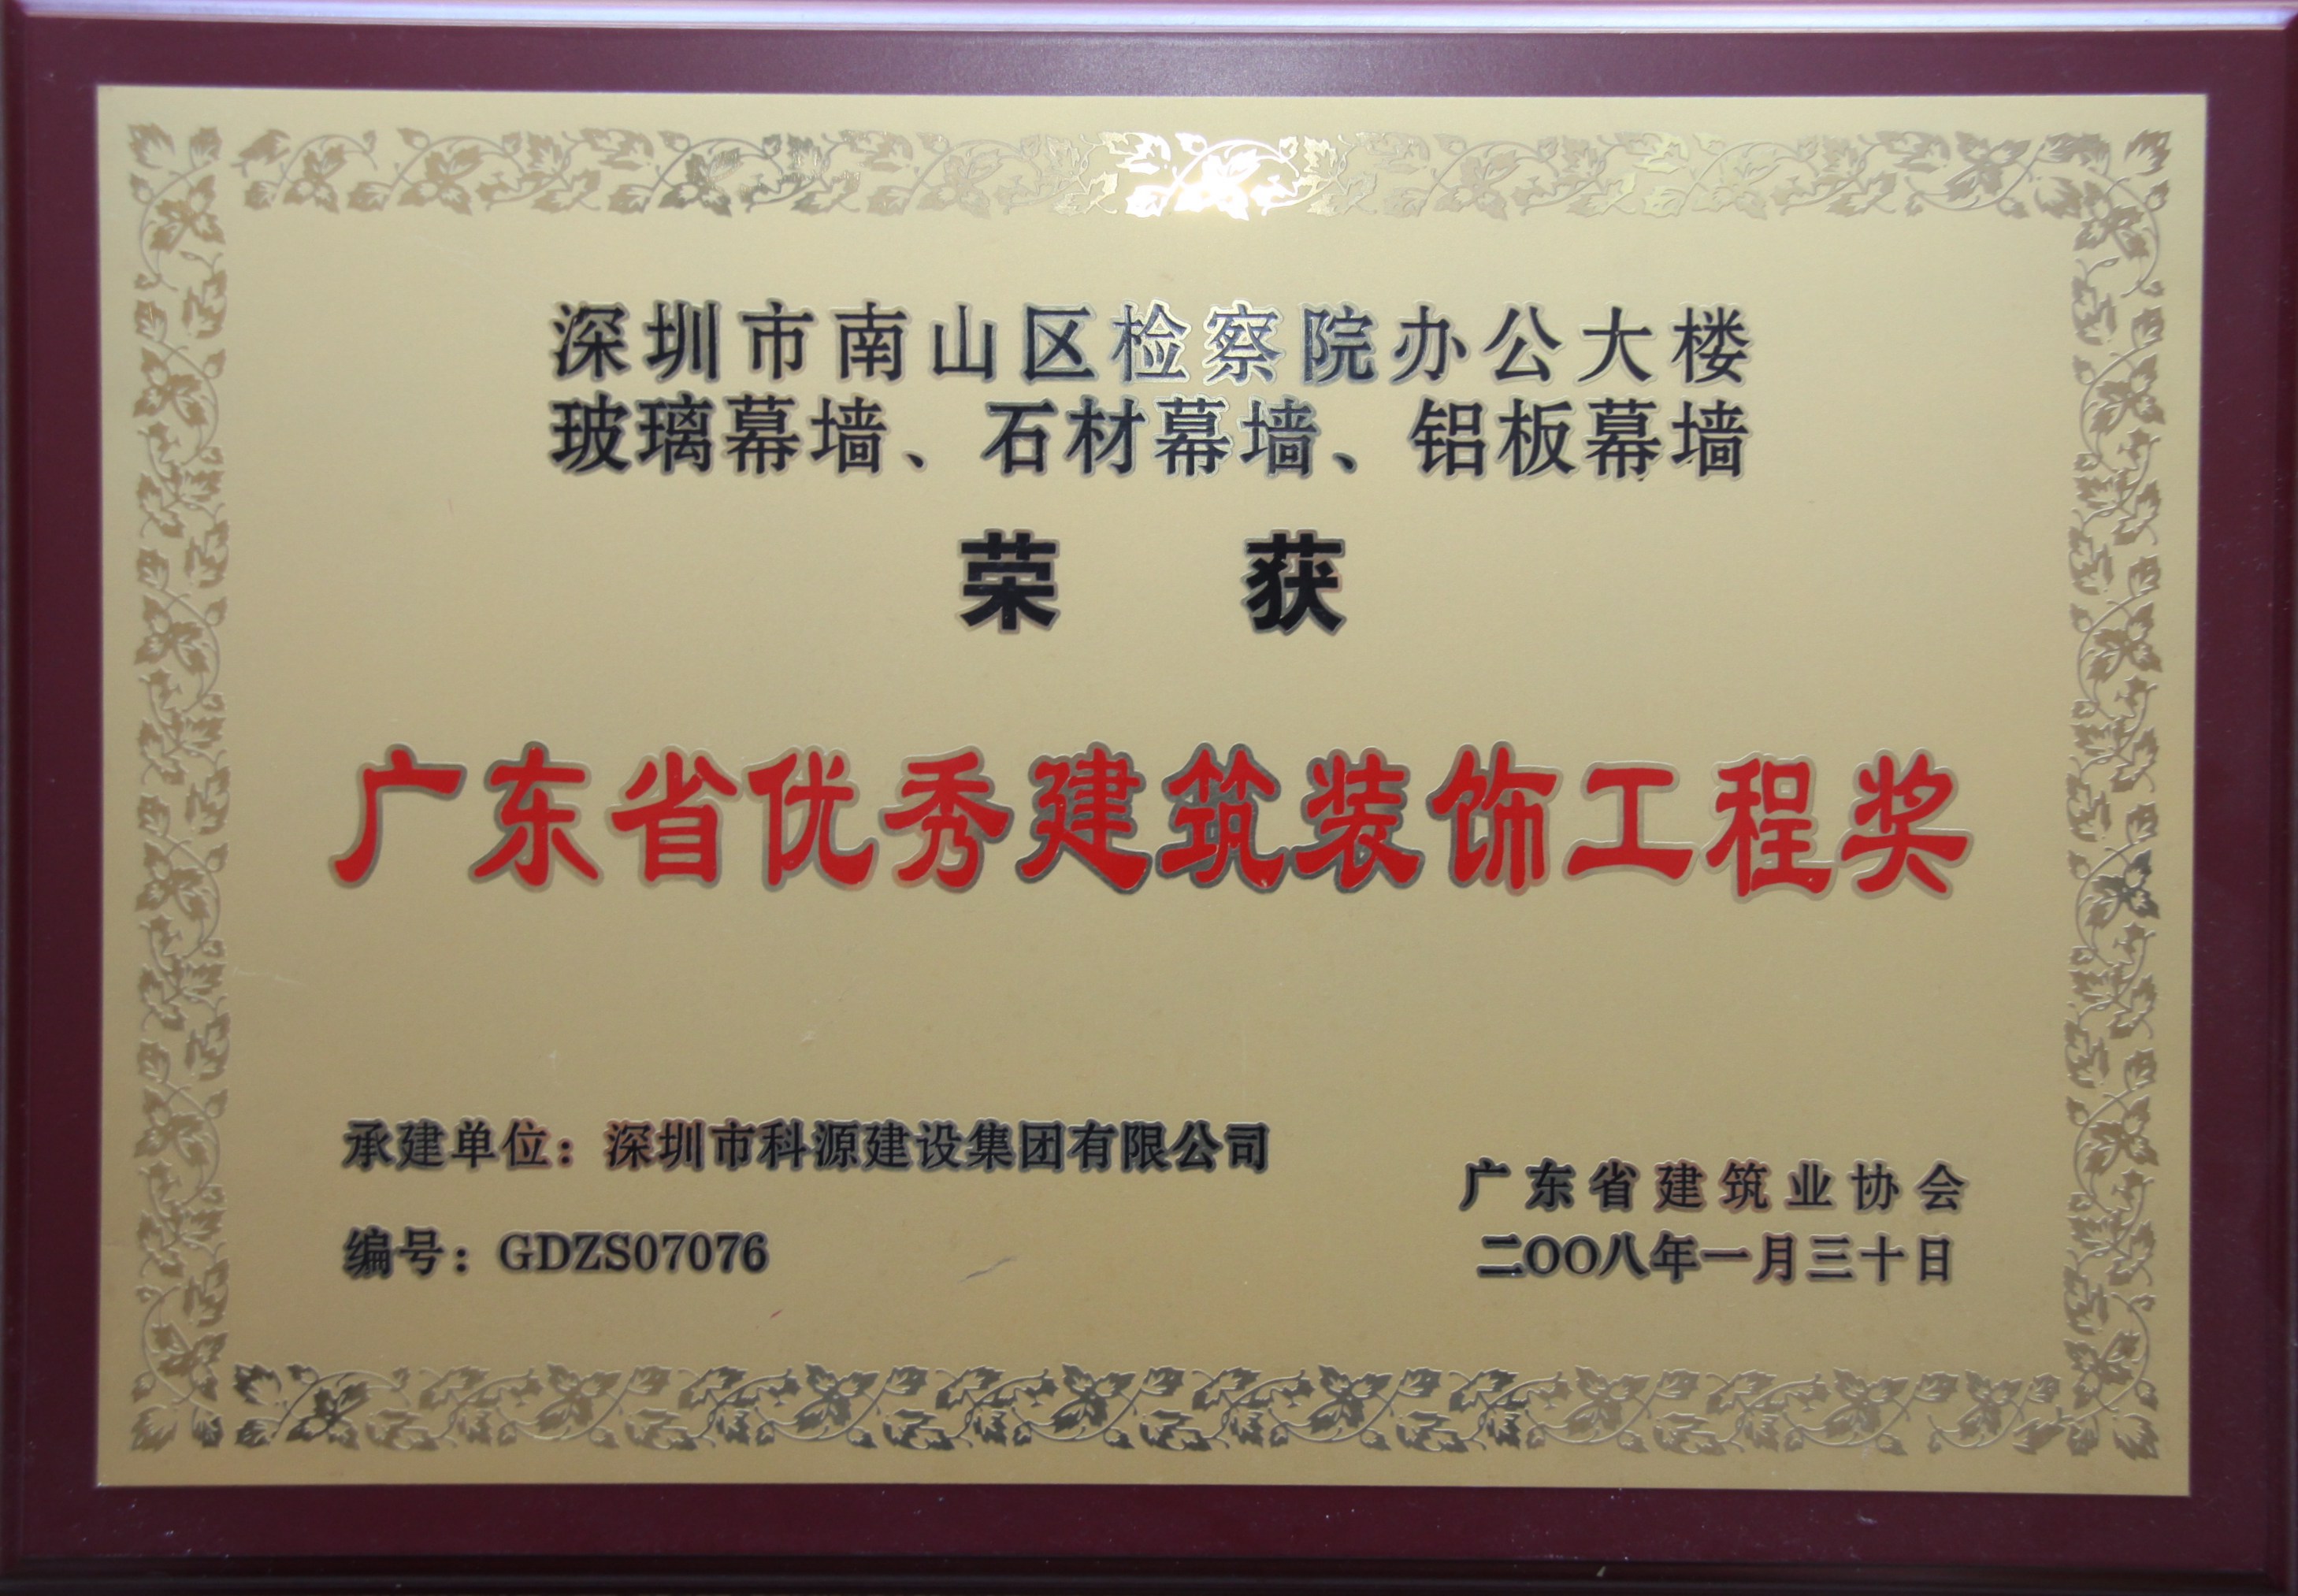 深圳市南山区检察院办公大楼
玻璃幕墙、石材幕墙、铝板幕墙
荣 获
广东省优秀建筑装饰工程奖
承建单位：深圳市科源建设集团有限公司
编号：GDZS07076
广东省建筑业协会
二OO八年一月三十日